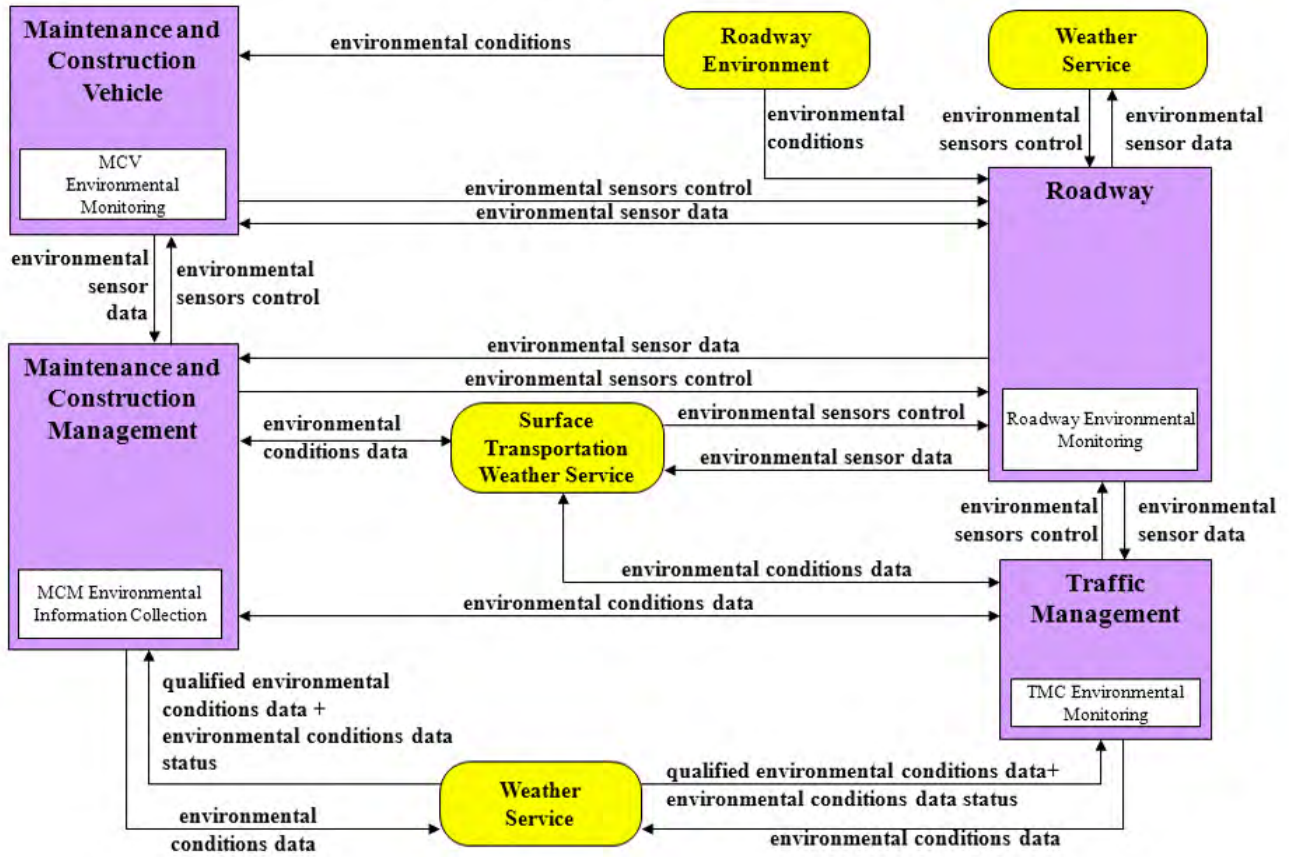 Maintenance and
Construction
Vehicle
MCV
Environmental
Monitoring
environmental conditions
Roadway
Environment
Weather
Service
environmental
conditions
environmental
sensors control
environmental
sensor data
environmental sensors control
environmental sensor data
Roadway
Roadway Environmental
Monitoring
environmental
sensor
data
environmental
sensors control
Maintenance and
Construction
Management
MCM Environmental
Information Collection
environmental sensor data
environmental sensors control
environmental
conditions data
Surface
Transportation
Weather Service
environmental sensors control
environmental sensor data
environmental
sensors control
environmental
sensor data
environmental conditions data
environmental conditions data
Traffic
Management
TMC Environmental
Monitoring
qualified environmental
conditions data +
environmental conditions data
status
Weather
Service
qualified environmental conditions data+
environmental conditions data status
environmental
conditions data
environmental conditions data